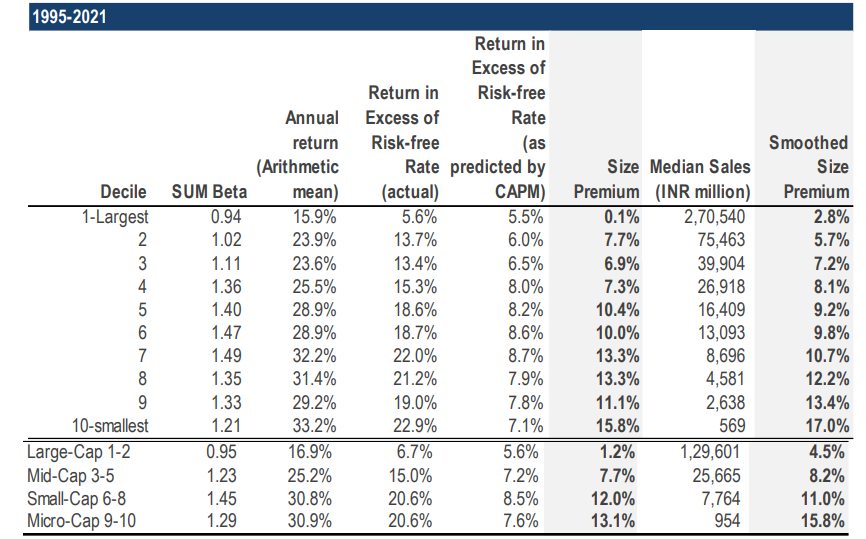 1995-2021
Return in
Excess of
Return in Risk-free
Annual Excess of Rate
return Risk-free (as Smoothed
(Arithmetic Rate predicted by Size Median Sales Size
Decile SUM Beta mean) (actual) CAPM) Premium (INR million) Premium
1-Largest 0.94 15.9% 5.6% 5.5% 0.1% 2,70,540 2.8%
2 1.02 23.9% 13.7% 6.0% 7.7% 75,463 5.7%
3 1.11 23.6% 13.4% 6.5% 6.9% 39,904 7.2%
4 1.36 25.5% 15.3% 8.0% 7.3% 26,918 8.1%
5 1.40 28.9% 18.6% 8.2% 10.4% 16,409 9.2%
6 1.47 28.9% 18.7% 8.6% 10.0% 13,093 9.8%
7 1.49 32.2% 22.0% 8.7% 13.3% 8,696 10.7%
8 1.35 31.4% 21.2% 7.9% 13.3% 4,581 12.2%
9 1.33 29.2% 19.0% 7.8% 11.1% 2,638 13.4%
10-smallest 1.21 33.2% 22.9% 7.1% 15.8% 569 17.0%
Large-Cap 1-2 0.95 16.9% 6.7% 5.6% 1.2% 1,29,601 4.5%
Mid-Cap 3-5 1.23 25.2% 15.0% 7.2% 7.7% 25,665 8.2%
Small-Cap 6-8 1.45 30.8% 20.6% 8.5% 12.0% 7,764 11.0%
Micro-Cap 9-10 1.29 30.9% 20.6% 7.6% 13.1% 954 15.8%